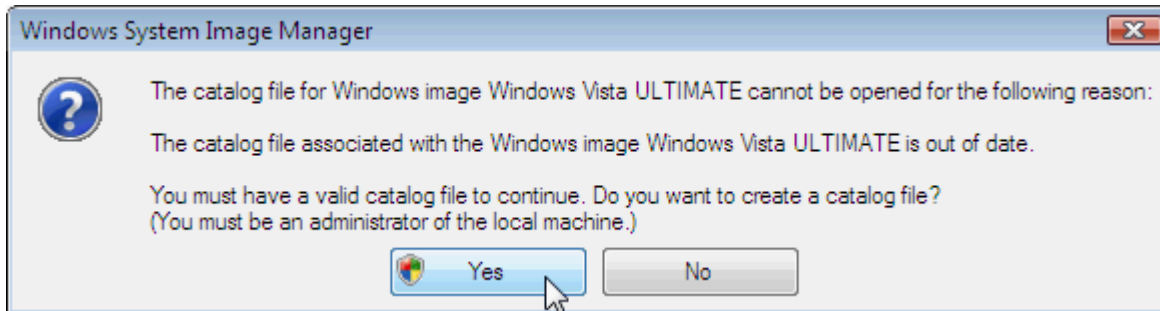 Windows System Image Manager
The catalog file for Windows image Windows Vista ULTIMATE cannot be opened for the following reason:
The catalog file associated with the Windows image Windows Vista ULTIMATE is out of date.
You must have a valid catalog file to continue. Do you want to create a catalog file?
(You must be an administrator of the local machine.)
Yes No